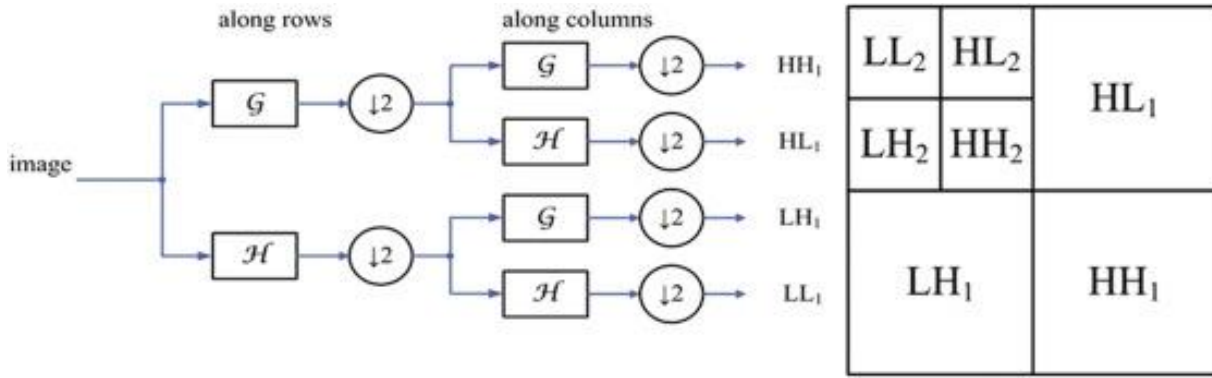 along rows
along columns
image
𝒢
↓2
ℋ
↓2
𝒢
↓2
HH₁
ℋ
↓2
HL₁
𝒢
↓2
LH₁
ℋ
↓2
LL₁
LL₂ HL₂
HL₁
LH₂ HH₂
LH₁ HH₁